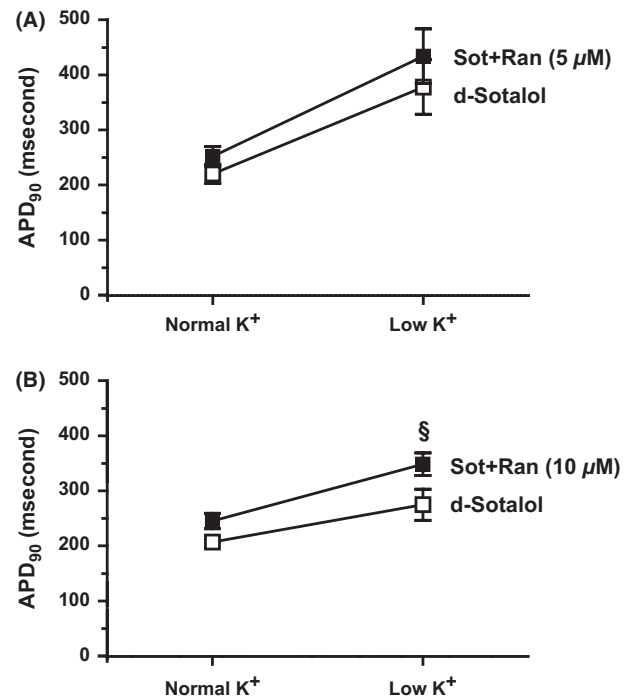 (A)
500
400
300
200
100
0
APD90 (msecond)
Sot+Ran (5 µM)
d-Sotalol
Normal K+
Low K+
(B)
500
400
300
200
100
0
APD90 (msecond)
§
Sot+Ran (10 µM)
d-Sotalol
Normal K+
Low K+